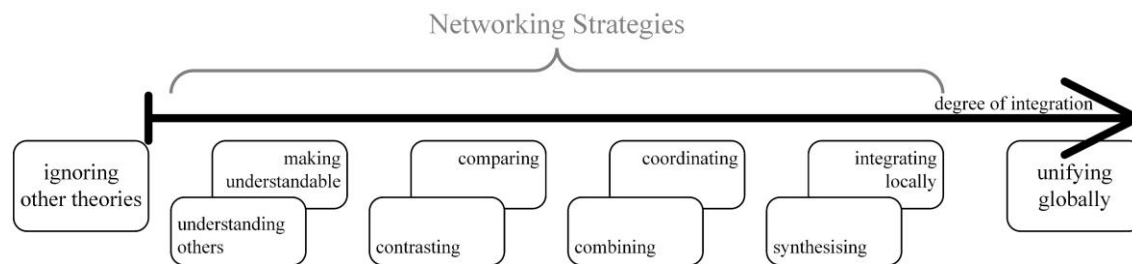 Networking Strategies
degree of integration
ignoring
other theories
making
understandable
understanding
others
comparing
contrasting
coordinating
combining
integrating
locally
synthesising
unifying
globally